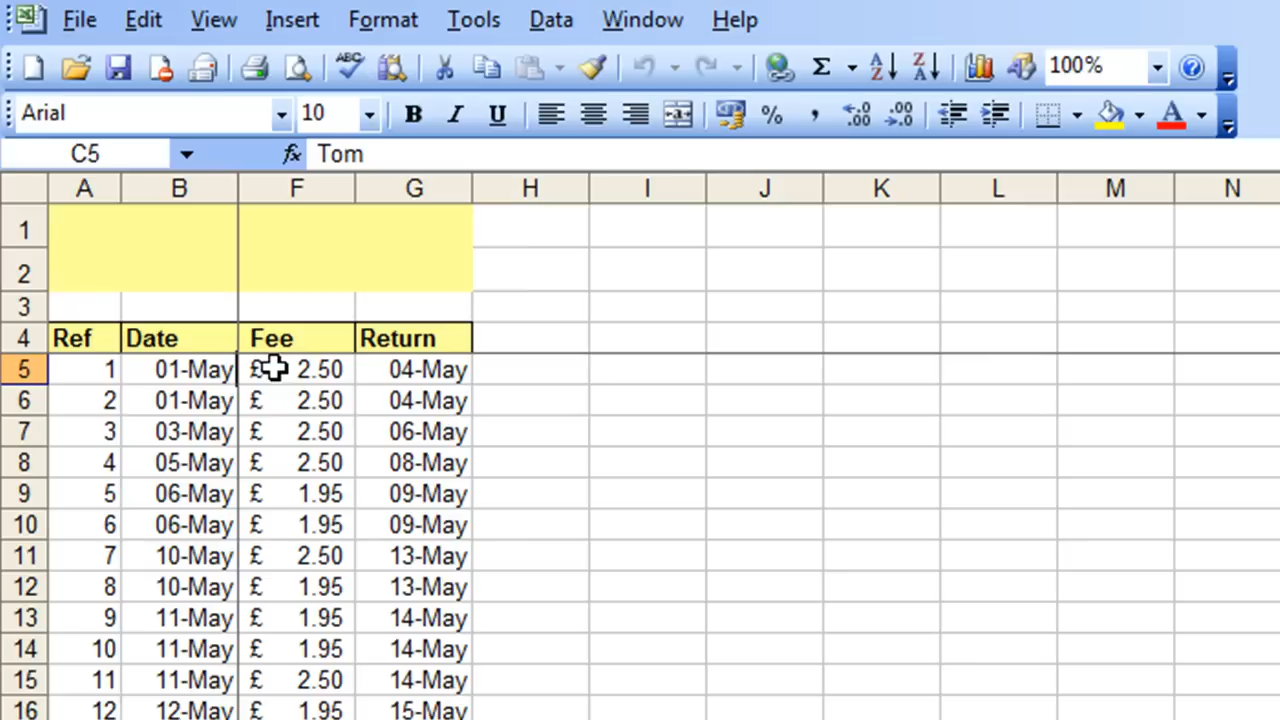 File Edit View Insert Format Tools Data Window Help
ABC Σ A Z Z A 100% ?
Arial 10 B I U a % , .0 .00 .00 .0 A
C5 fx Tom
A B F G H I J K L M N
1
2
3
4 Ref Date Fee Return
5 1 01-May £ 2.50 04-May
6 2 01-May £ 2.50 04-May
7 3 03-May £ 2.50 06-May
8 4 05-May £ 2.50 08-May
9 5 06-May £ 1.95 09-May
10 6 06-May £ 1.95 09-May
11 7 10-May £ 2.50 13-May
12 8 10-May £ 1.95 13-May
13 9 11-May £ 1.95 14-May
14 10 11-May £ 1.95 14-May
15 11 11-May £ 2.50 14-May
16 12 12-May £ 1.95 15-May